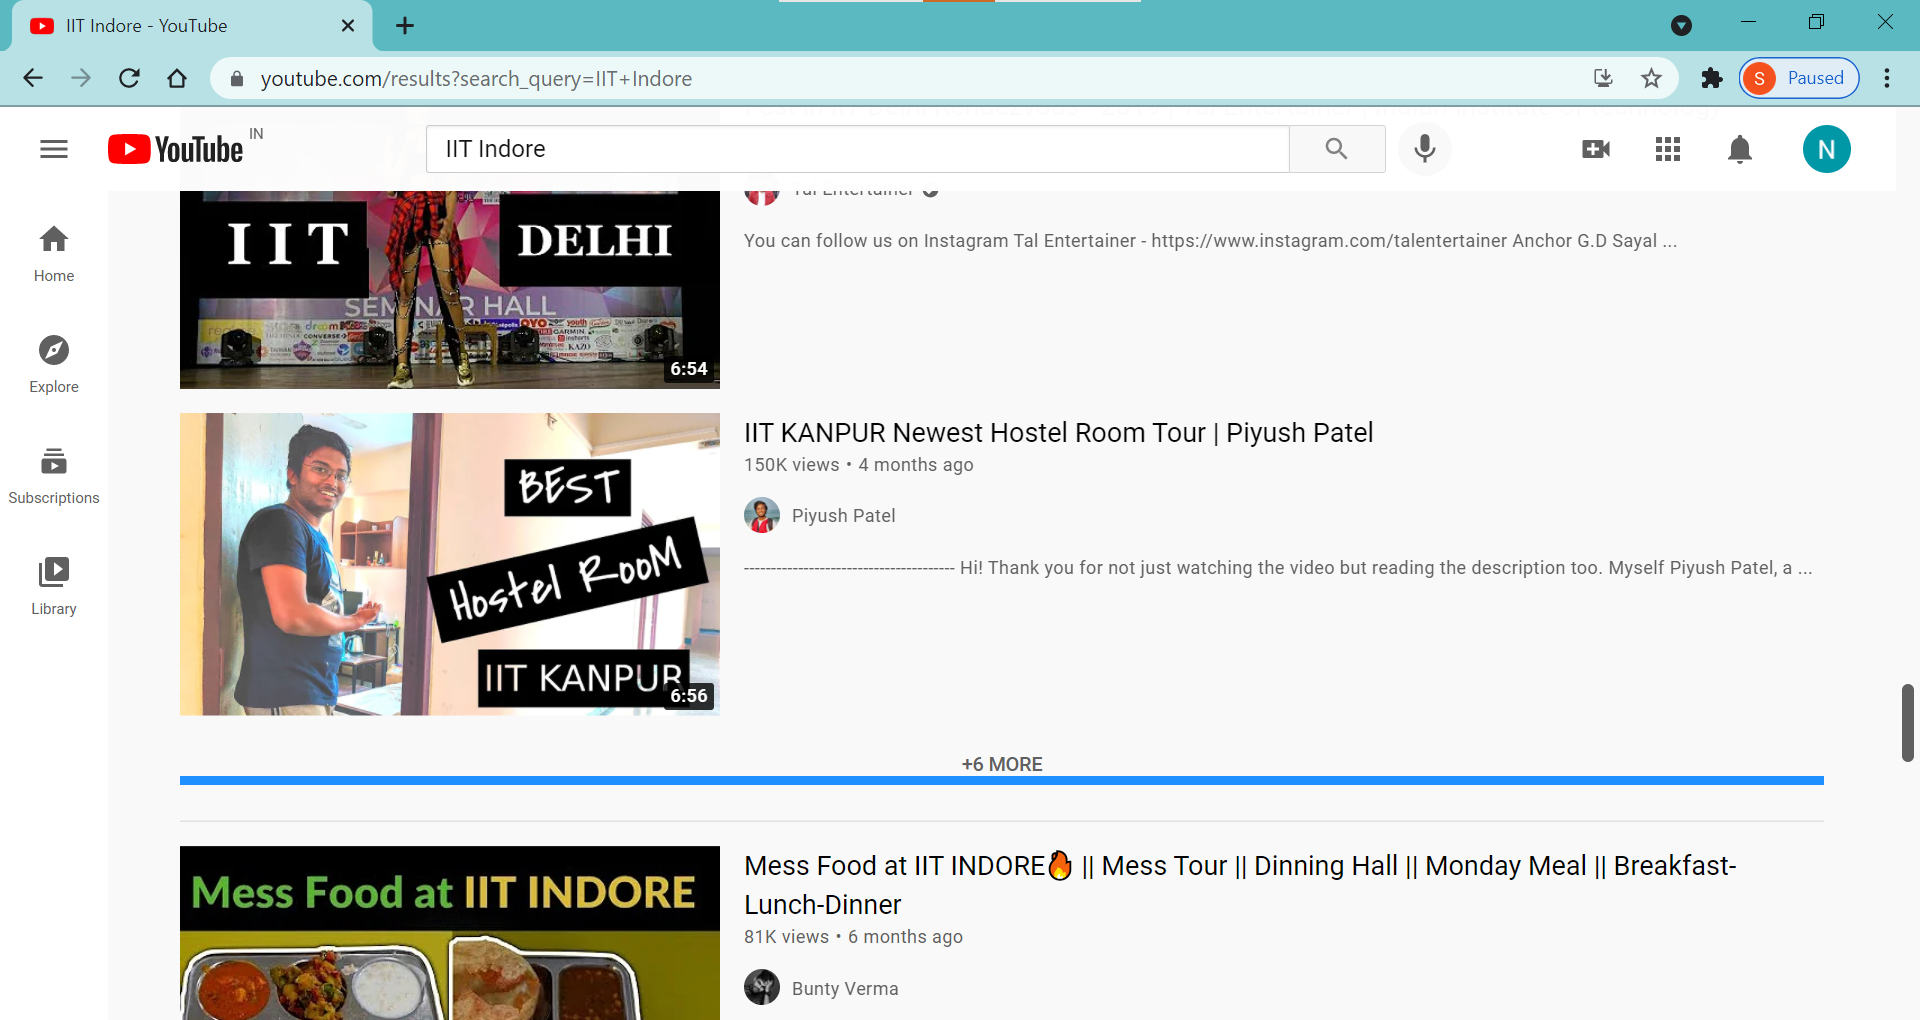 IIT Indore - YouTube
youtube.com/results?search_query=IIT+Indore
S Paused
YouTube IN
IIT Indore
N
Home
Explore
Subscriptions
Library
IIT DELHI
SEMINAR HALL
6:54
Tal Entertainer
You can follow us on Instagram Tal Entertainer - https://www.instagram.com/talentertainer Anchor G.D Sayal ...
BEST
HOSTEL ROOM
IIT KANPUR
6:56
IIT KANPUR Newest Hostel Room Tour | Piyush Patel
150K views • 4 months ago
Piyush Patel
--------------------------------------- Hi! Thank you for not just watching the video but reading the description too. Myself Piyush Patel, a ...
+6 MORE
Mess Food at IIT INDORE
Mess Food at IIT INDORE🔥 || Mess Tour || Dinning Hall || Monday Meal || Breakfast-
Lunch-Dinner
81K views • 6 months ago
Bunty Verma